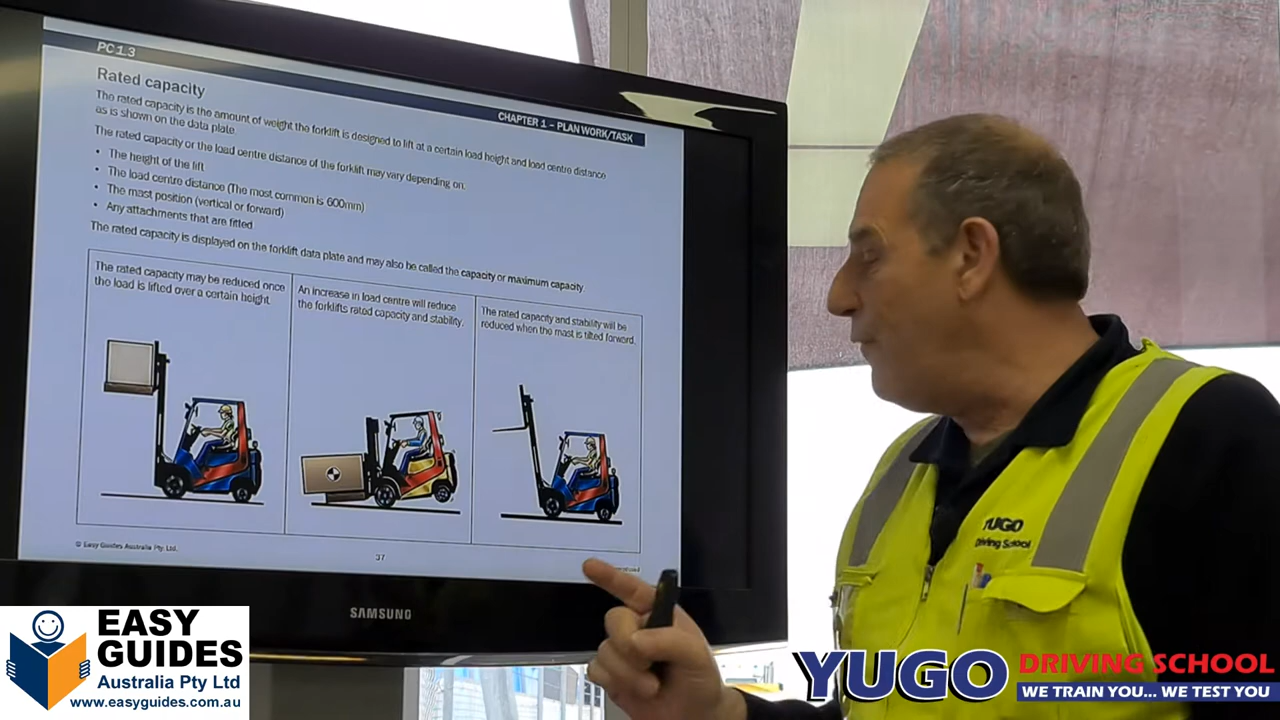 PC 1.3
CHAPTER 1 – PLAN WORK/TASK
Rated capacity
The rated capacity is the amount of weight the forklift is designed to lift at a certain load height and load centre distance
as is shown on the data plate.
The rated capacity or the load centre distance of the forklift may vary depending on:
• The height of the lift
• The load centre distance (The most common is 600mm)
• The mast position (vertical or forward)
• Any attachments that are fitted
The rated capacity is displayed on the forklift data plate and may also be called the capacity or maximum capacity.
The rated capacity may be reduced once
the load is lifted over a certain height.
An increase in load centre will reduce
the forklifts rated capacity and stability.
The rated capacity and stability will be
reduced when the mast is tilted forward.
© Easy Guides Australia Pty. Ltd.
37
SAMSUNG
YUGO
Driving School
EASY
GUIDES
Australia Pty Ltd
www.easyguides.com.au
YUGO DRIVING SCHOOL
WE TRAIN YOU... WE TEST YOU